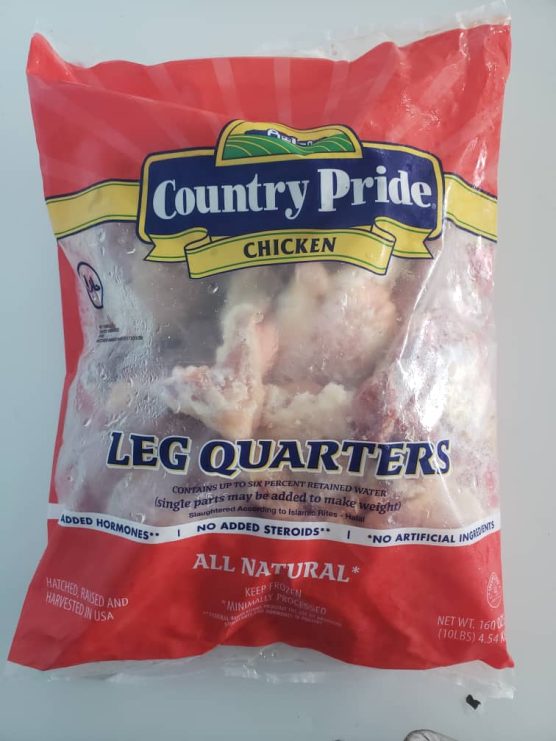 Country Pride
CHICKEN
LEG QUARTERS
CONTAINS UP TO SIX PERCENT RETAINED WATER
(single parts may be added to make weight)
Slaughtered According to Islamic Rites - Halal
ADDED HORMONES** | NO ADDED STEROIDS** | *NO ARTIFICIAL INGREDIENTS
ALL NATURAL*
KEEP FROZEN
*MINIMALLY PROCESSED
HATCHED, RAISED AND
HARVESTED IN USA
NET WT. 160 OZ
(10LBS) 4.54 K